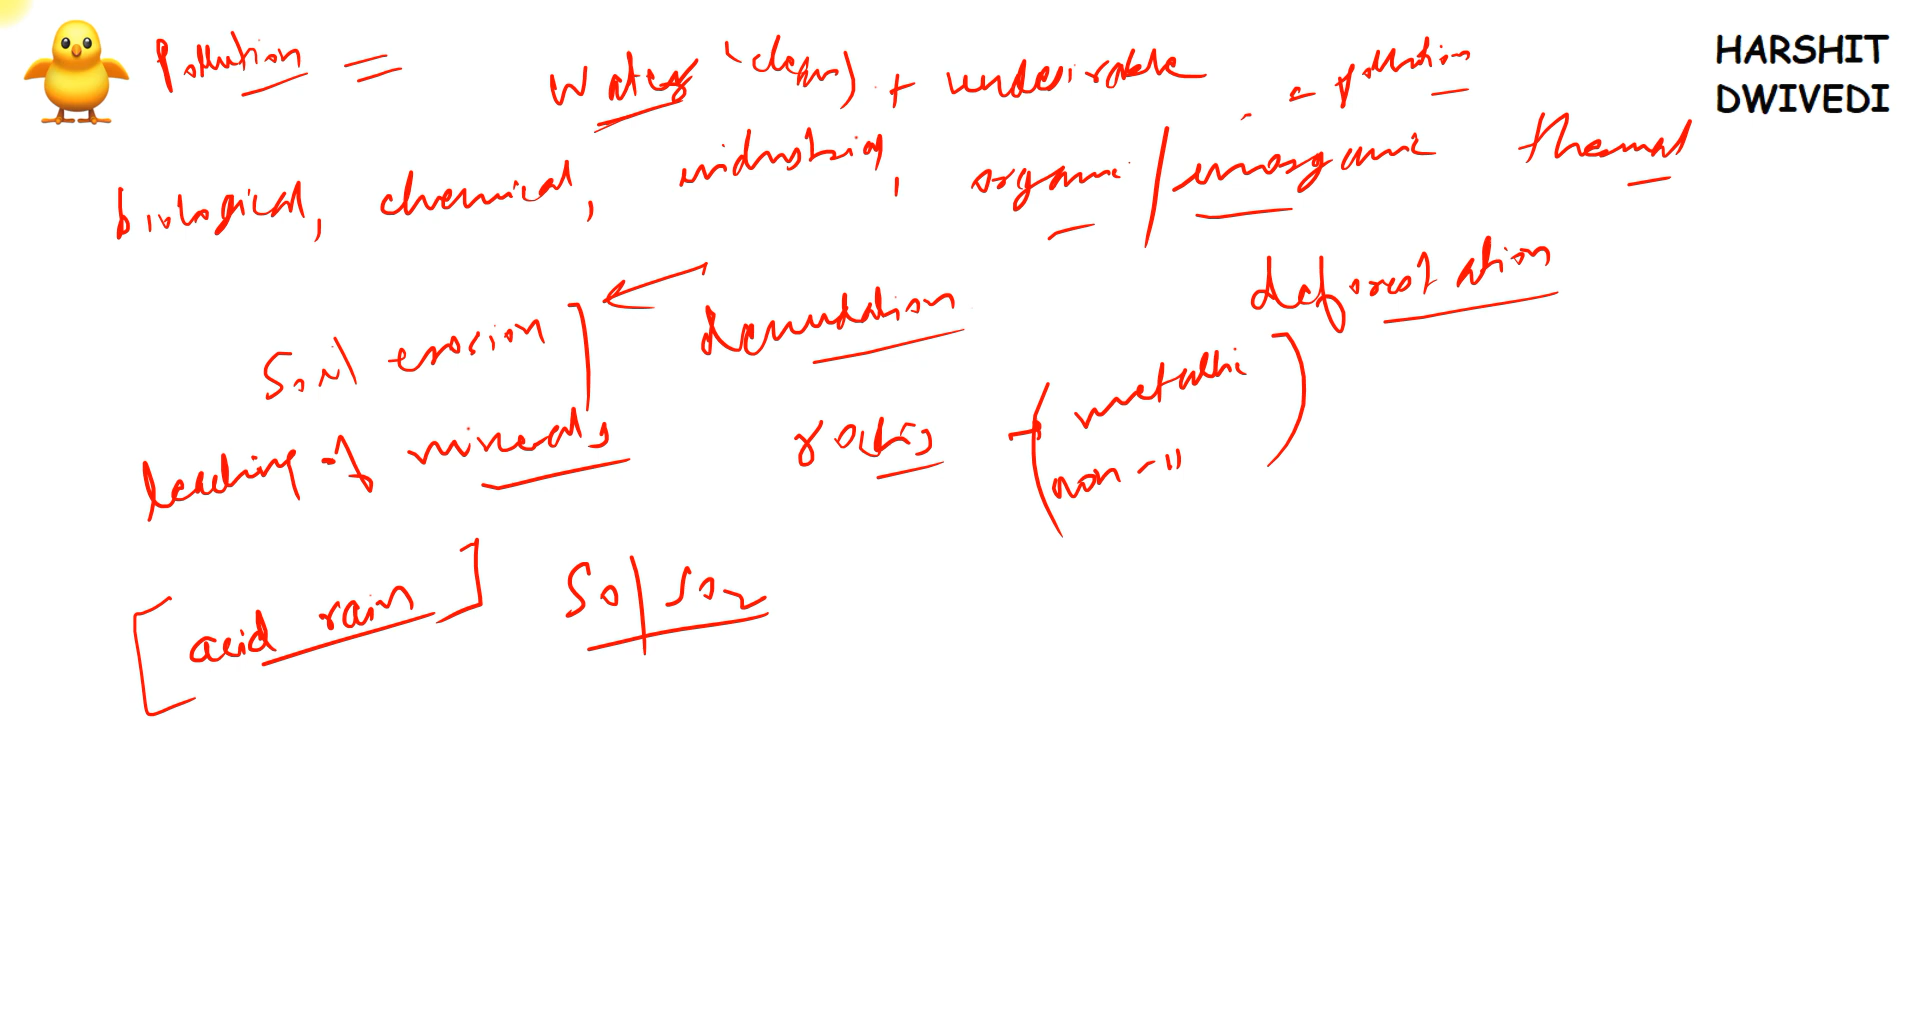 Pollution =
HARSHIT
DWIVEDI
Water (clean) + undesirable - - pollution
biological, chemical, industrial, organic / inorganic thermal
Soil erosion ] ← denudation deforestation
leaching of minerals rocks → ( metallic
non - 11 )
[ acid rain ] SO | SO2